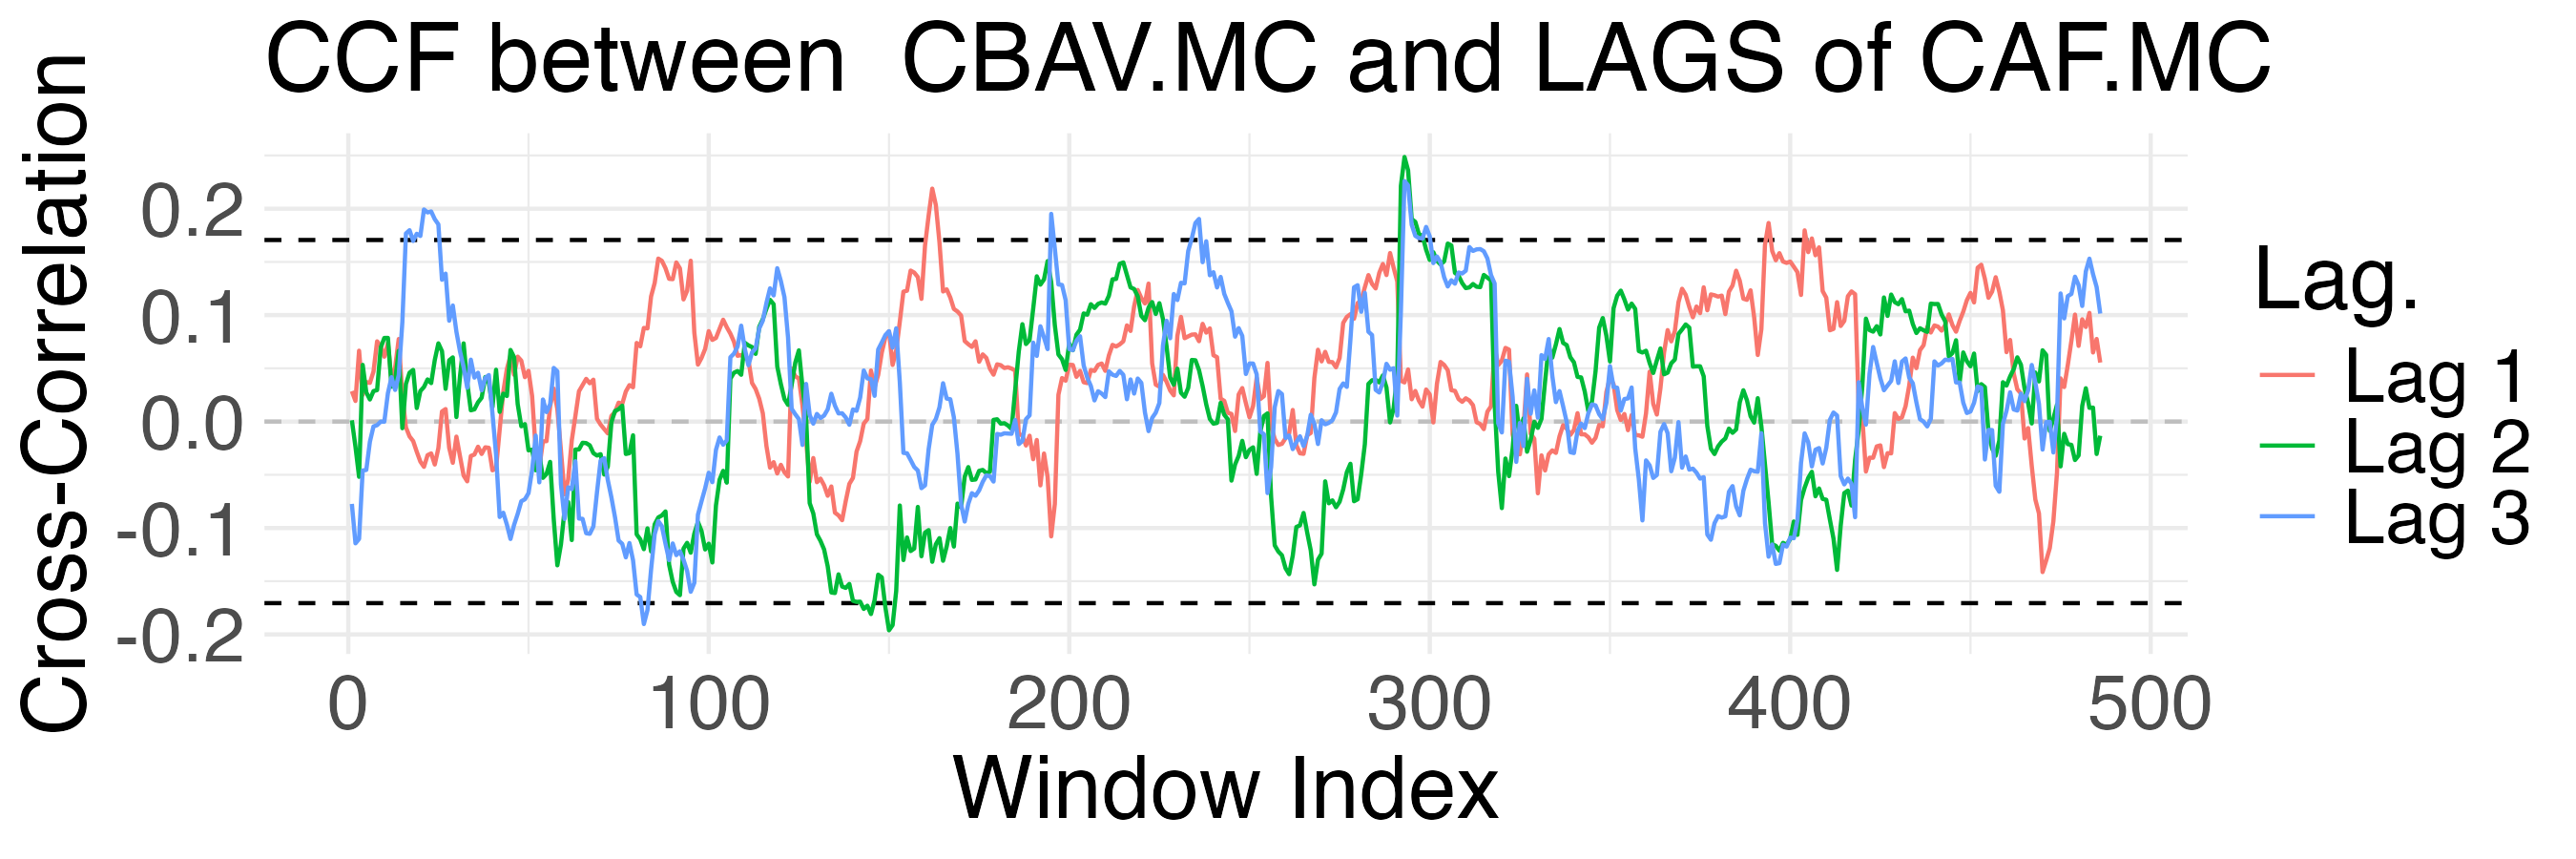 CCF between  CBAV.MC and LAGS of CAF.MC
Cross-Correlation
0.2
0.1
0.0
-0.1
-0.2
0 100 200 300 400 500
Window Index
Lag.
Lag 1
Lag 2
Lag 3